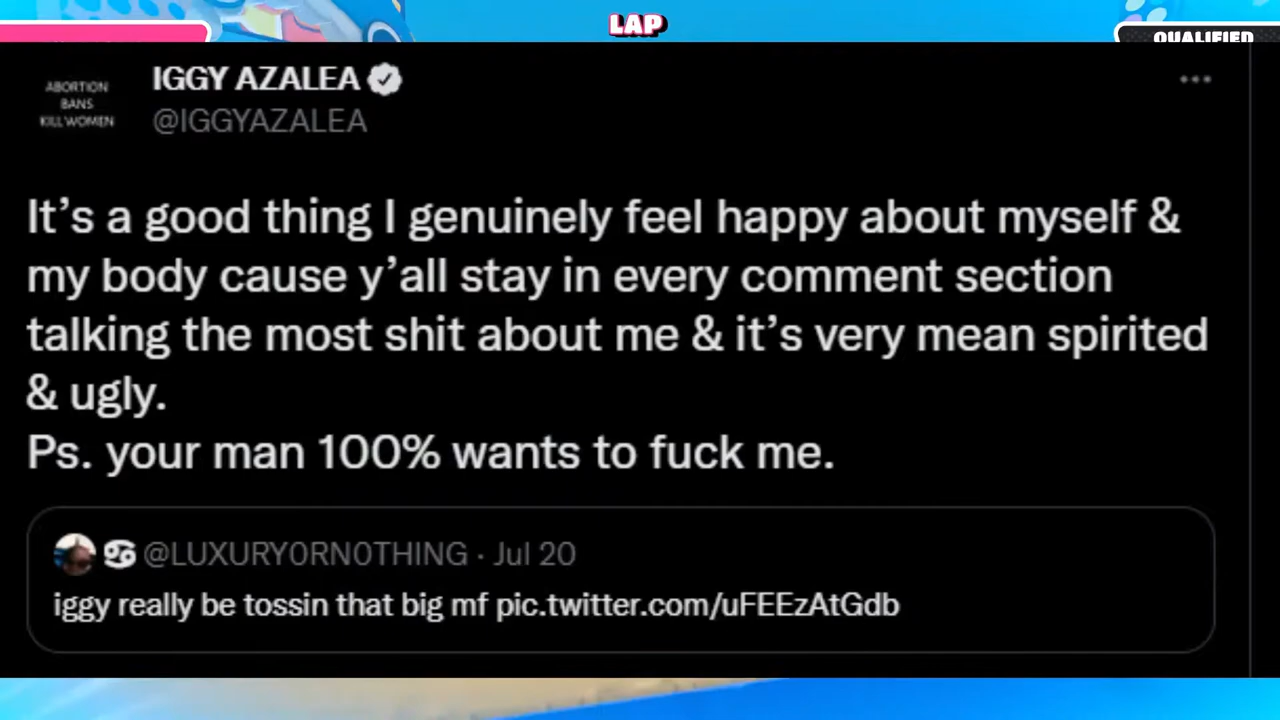 LAP
QUALIFIED
ABORTION
BANS
KILL WOMEN
IGGY AZALEA
@IGGYAZALEA
It’s a good thing I genuinely feel happy about myself &
my body cause y’all stay in every comment section
talking the most shit about me & it’s very mean spirited
& ugly.
Ps. your man 100% wants to fuck me.
♋ @LUXURY0RN0THING · Jul 20
iggy really be tossin that big mf pic.twitter.com/uFEEzAtGdb